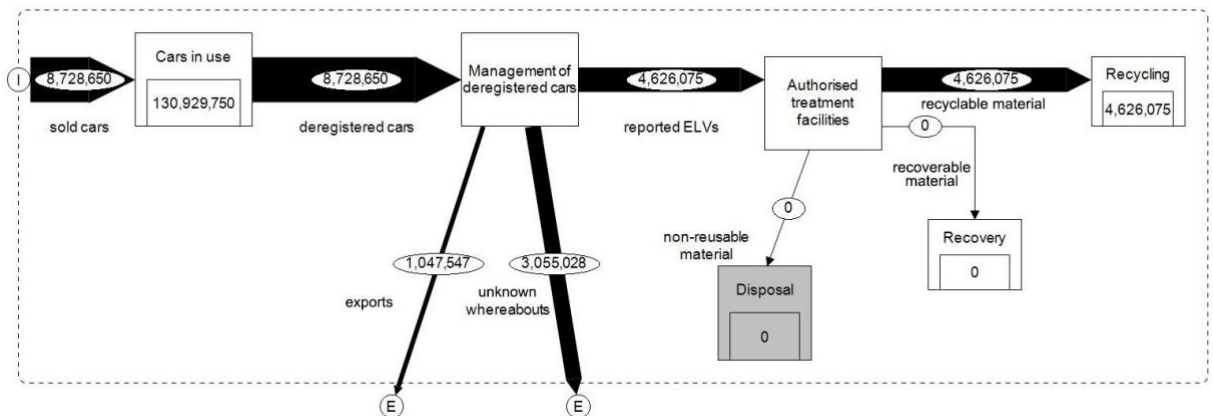 I
8,728,650
sold cars
Cars in use
130,929,750
8,728,650
deregistered cars
Management of
deregistered cars
4,626,075
reported ELVs
Authorised
treatment
facilities
4,626,075
recyclable material
Recycling
4,626,075
0
recoverable
material
Recovery
0
0
non-reusable
material
Disposal
0
1,047,547
exports
E
3,055,028
unknown
whereabouts
E